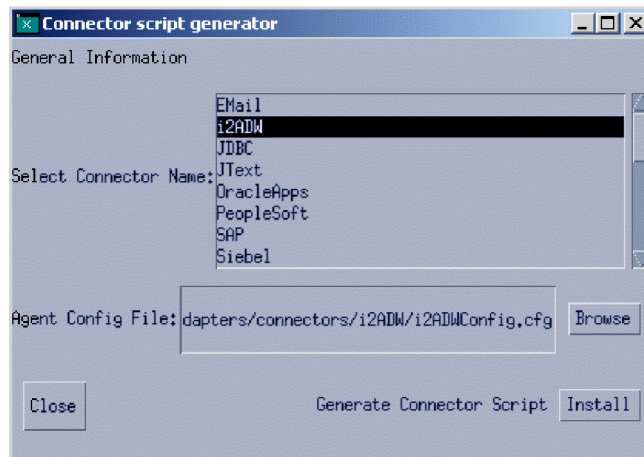 Connector script generator
General Information
Select Connector Name:
EMail
i2ADW
JDBC
JText
OracleApps
PeopleSoft
SAP
Siebel
Agent Config File: dapters/connectors/i2ADW/i2ADWConfig.cfg Browse
Close Generate Connector Script Install